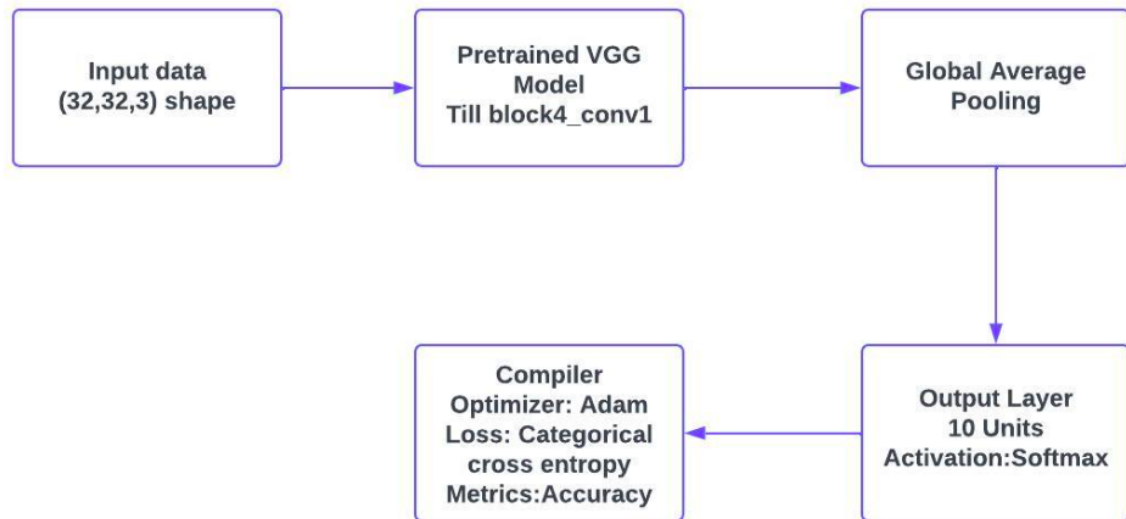 Input data
(32,32,3) shape
Pretrained VGG
Model
Till block4_conv1
Global Average
Pooling
Output Layer
10 Units
Activation:Softmax
Compiler
Optimizer: Adam
Loss: Categorical
cross entropy
Metrics:Accuracy